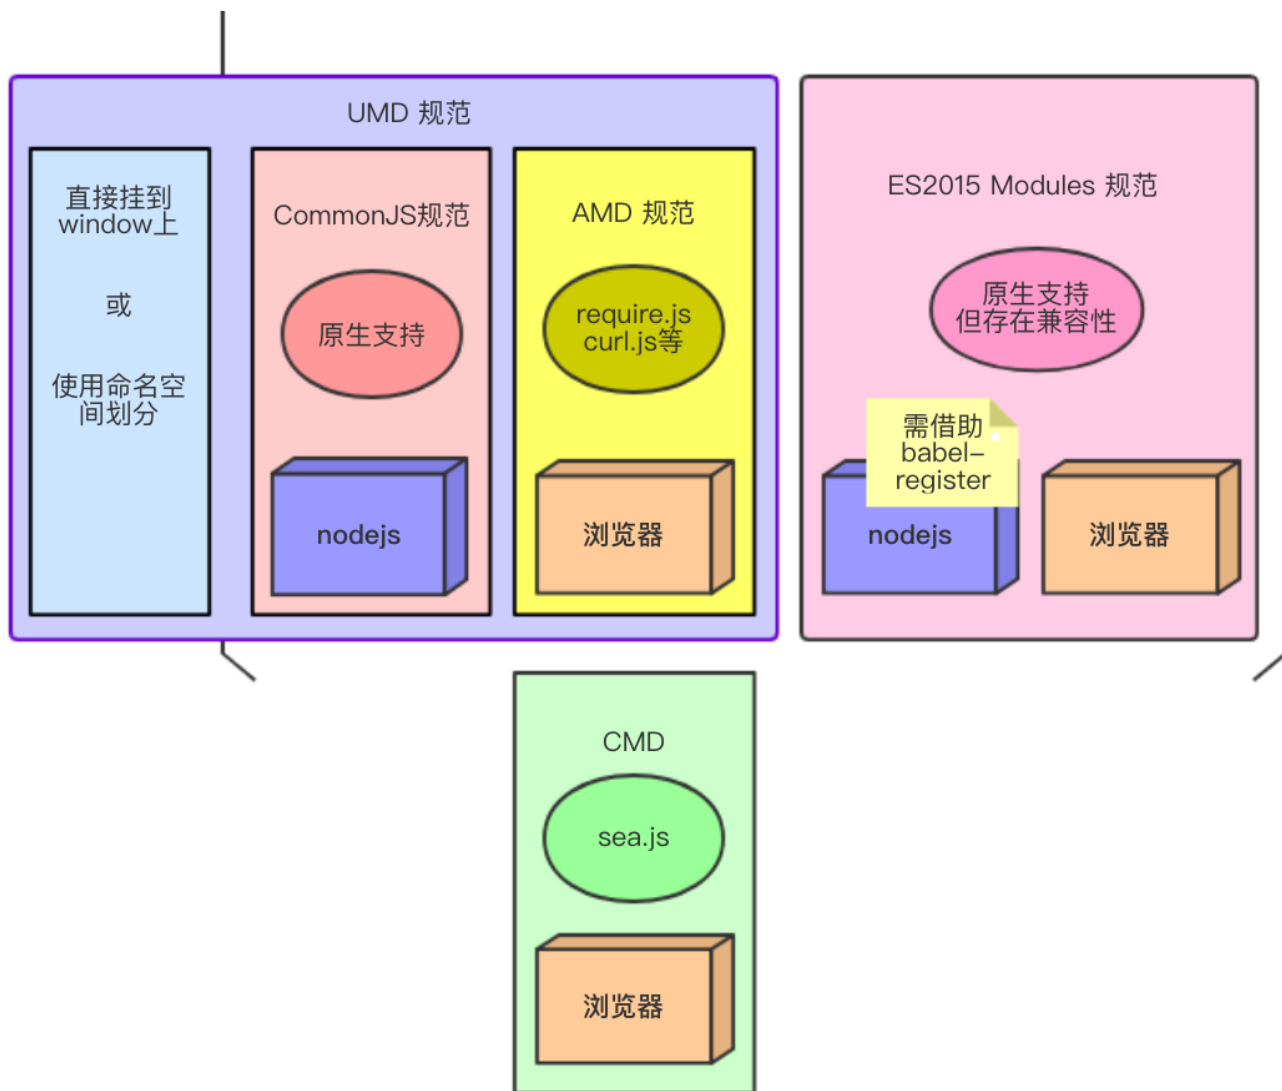 UMD 规范
直接挂到
window上
或
使用命名空
间划分
CommonJS规范
原生支持
nodejs
AMD 规范
require.js
curl.js等
浏览器
ES2015 Modules 规范
原生支持
但存在兼容性
需借助
babel-
register
nodejs
浏览器
CMD
sea.js
浏览器